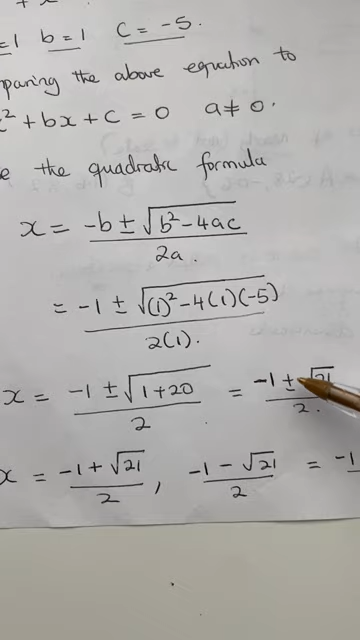 =1 b=1 c=-5.
the above equation to
+bx+c=0 a≠0.
the quadratic formula
x = (-b ± √(b²-4ac))/2a.
= (-1 ± √((1)²-4(1)(-5)))/2(1).
x = (-1 ± √(1+20))/2 = (-1 ± √21)/2.
x = (-1+√21)/2, (-1-√21)/2 = -1